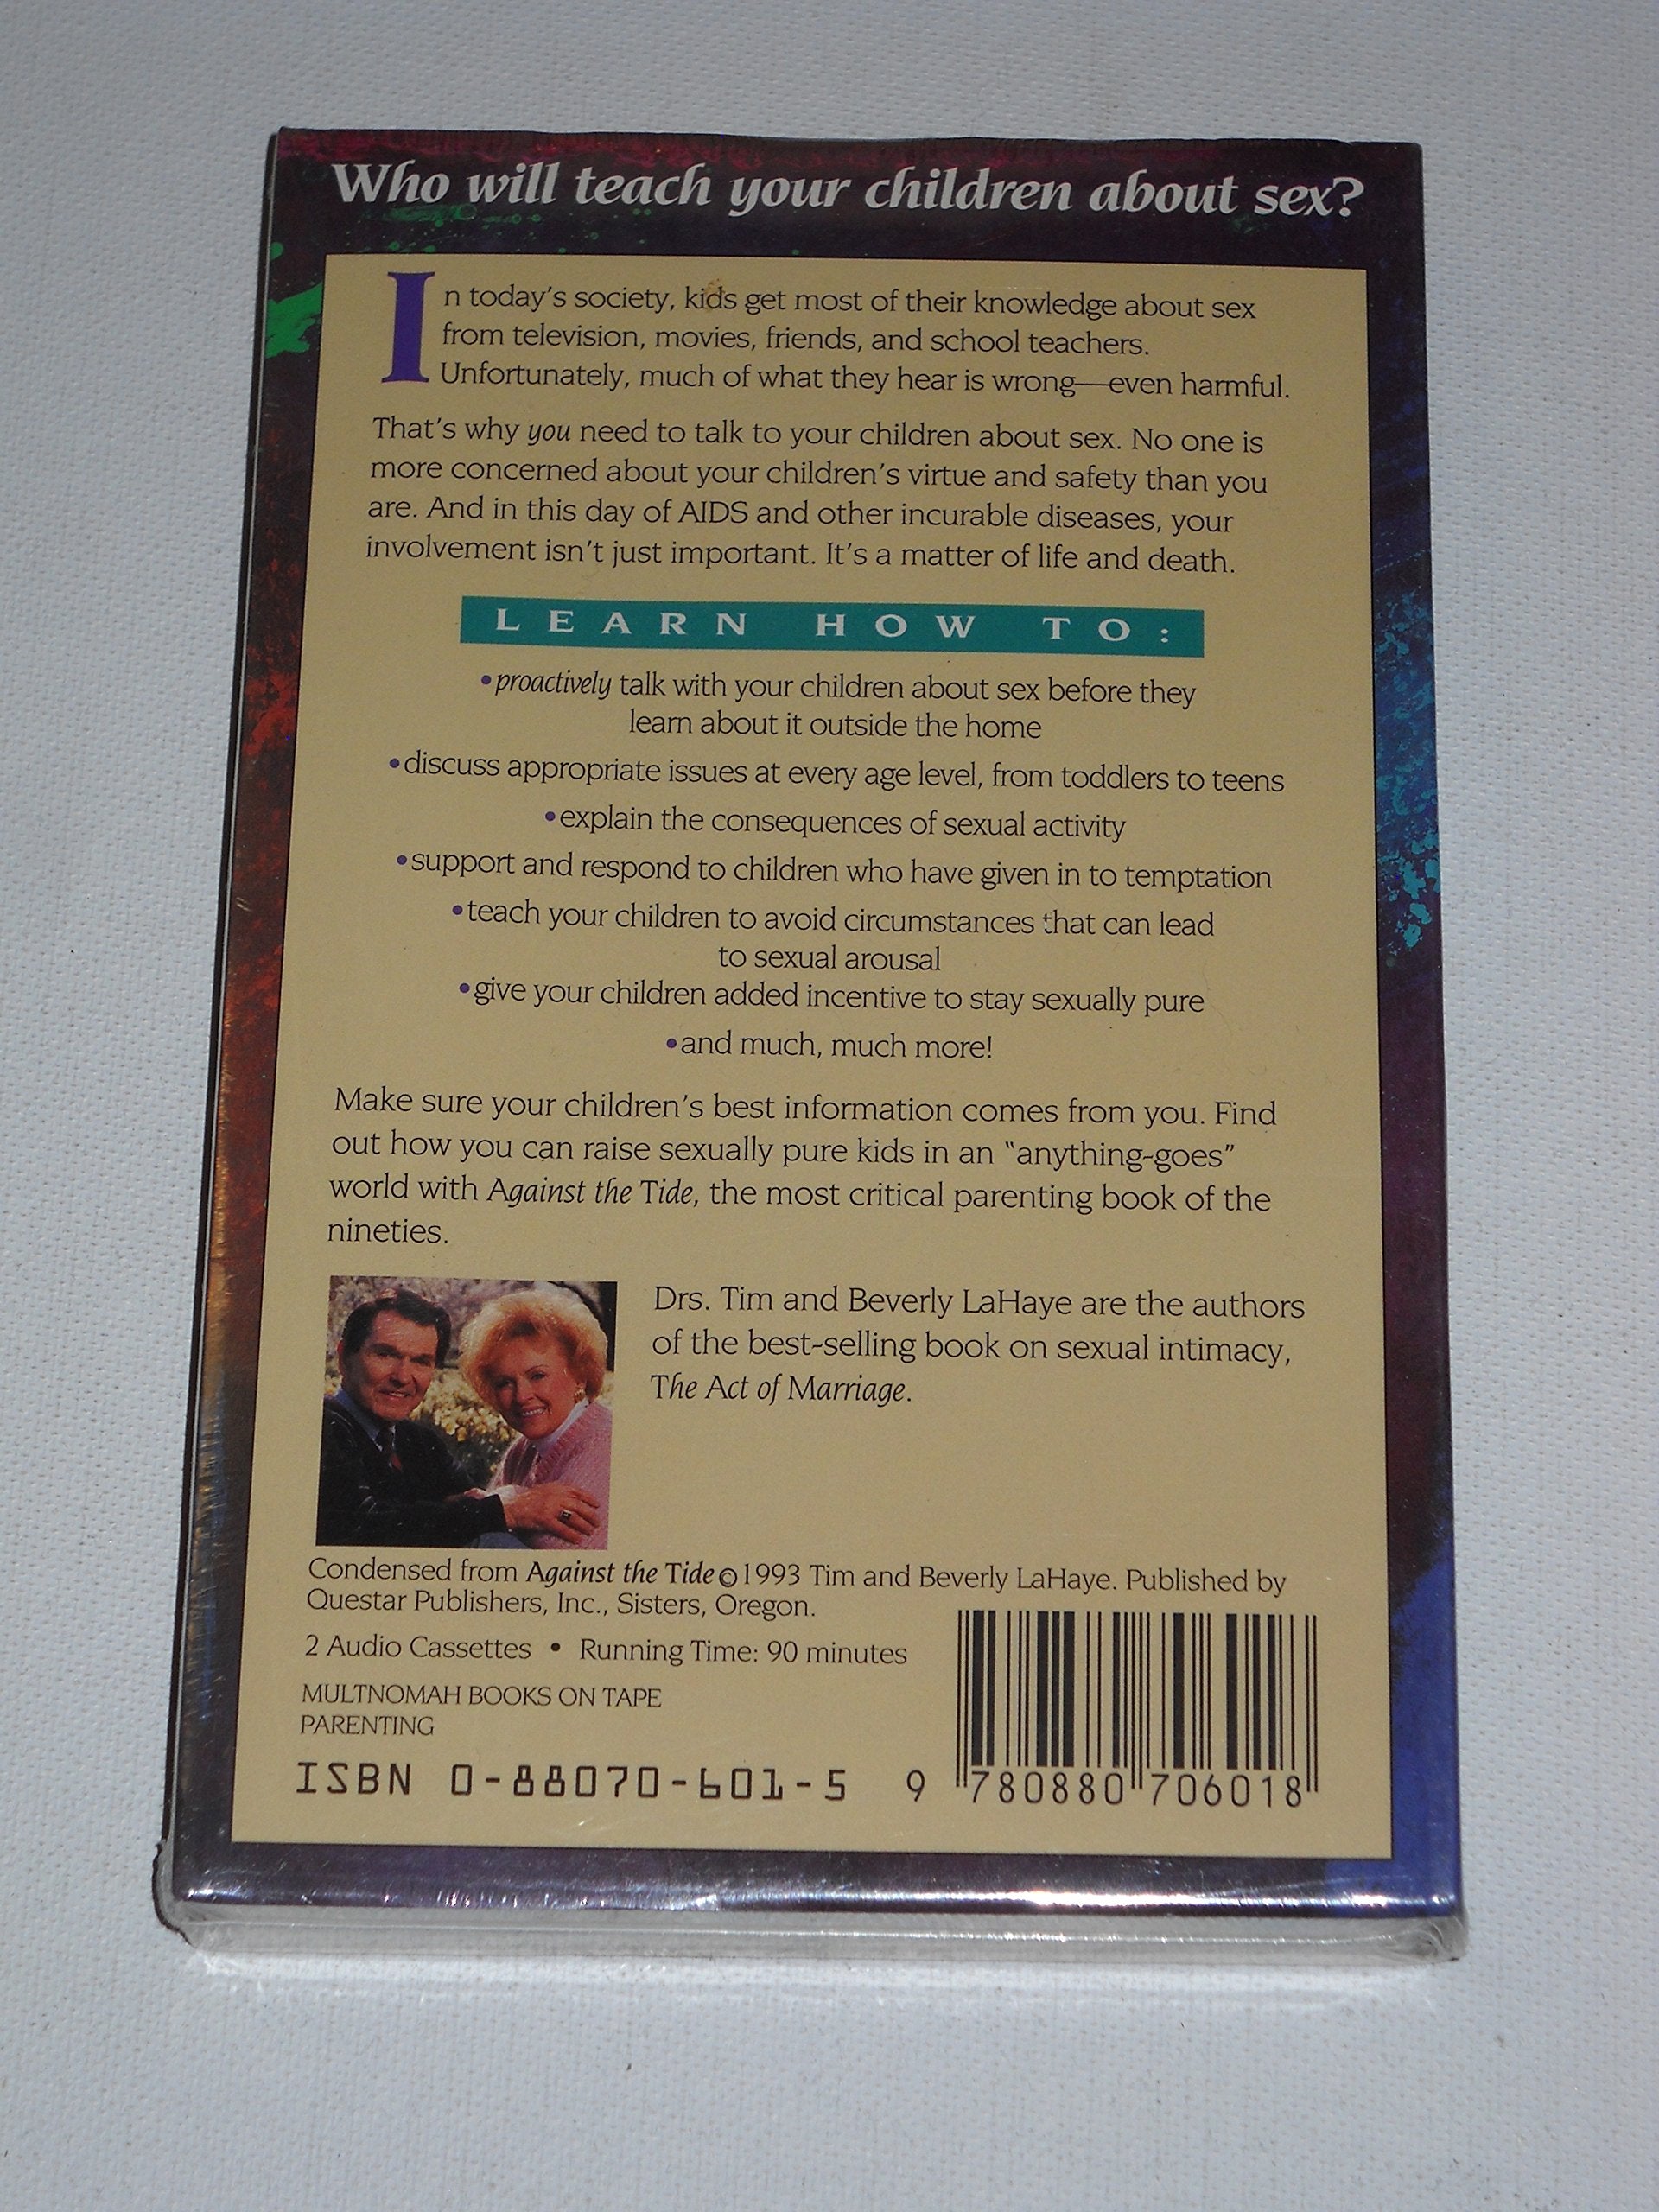 Who will teach your children about sex?
In today's society, kids get most of their knowledge about sex
from television, movies, friends, and school teachers.
Unfortunately, much of what they hear is wrong—even harmful.
That's why you need to talk to your children about sex. No one is
more concerned about your children's virtue and safety than you
are. And in this day of AIDS and other incurable diseases, your
involvement isn't just important. It's a matter of life and death.
LEARN HOW TO:
•proactively talk with your children about sex before they
learn about it outside the home
•discuss appropriate issues at every age level, from toddlers to teens
•explain the consequences of sexual activity
•support and respond to children who have given in to temptation
•teach your children to avoid circumstances that can lead
to sexual arousal
•give your children added incentive to stay sexually pure
•and much, much more!
Make sure your children's best information comes from you. Find
out how you can raise sexually pure kids in an "anything-goes"
world with Against the Tide, the most critical parenting book of the
nineties.
Drs. Tim and Beverly LaHaye are the authors
of the best-selling book on sexual intimacy,
The Act of Marriage.
Condensed from Against the Tide©1993 Tim and Beverly LaHaye. Published by
Questar Publishers, Inc., Sisters, Oregon.
2 Audio Cassettes • Running Time: 90 minutes
MULTNOMAH BOOKS ON TAPE
PARENTING
ISBN 0-88070-601-5
9 780880 706018